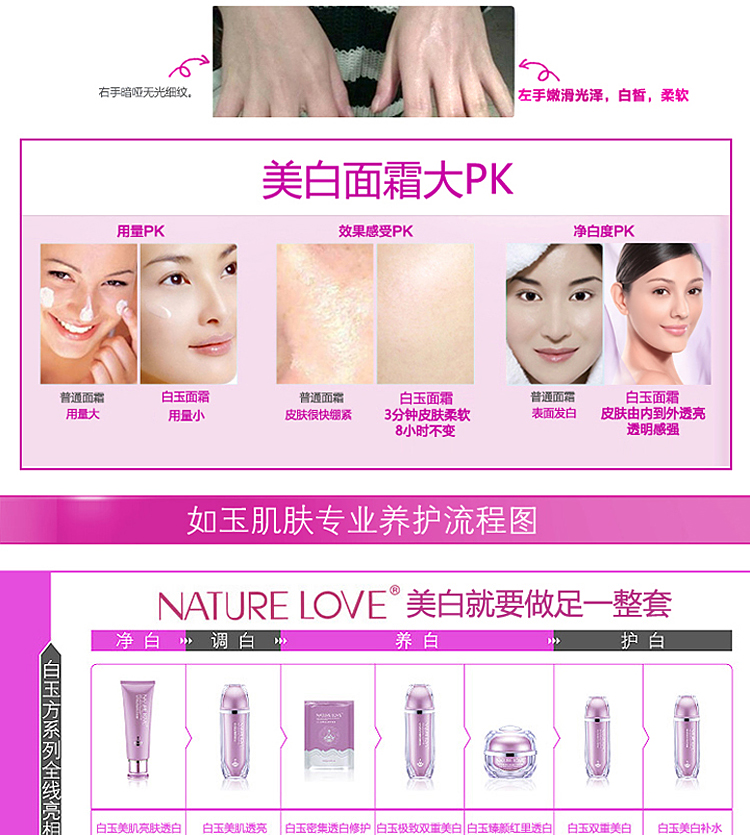 右手暗哑无光细纹。
左手嫩滑光泽，白皙，柔软
美白面霜大PK
用量PK
效果感受PK
净白度PK
普通面霜
用量大
白玉面霜
用量小
普通面霜
皮肤很快绷紧
白玉面霜
3分钟皮肤柔软
8小时不变
普通面霜
表面发白
白玉面霜
皮肤由内到外透亮
透明感强
如玉肌肤专业养护流程图
NATURE LOVE® 美白就要做足一整套
净白
调白
养白
护白
白玉方系列全线亮相
NATURE LOVE
白玉美肌亮肤透白
白玉美肌透亮
白玉密集透白修护
白玉极致双重美白
白玉臻颜红里透白
白玉双重美白
白玉美白补水